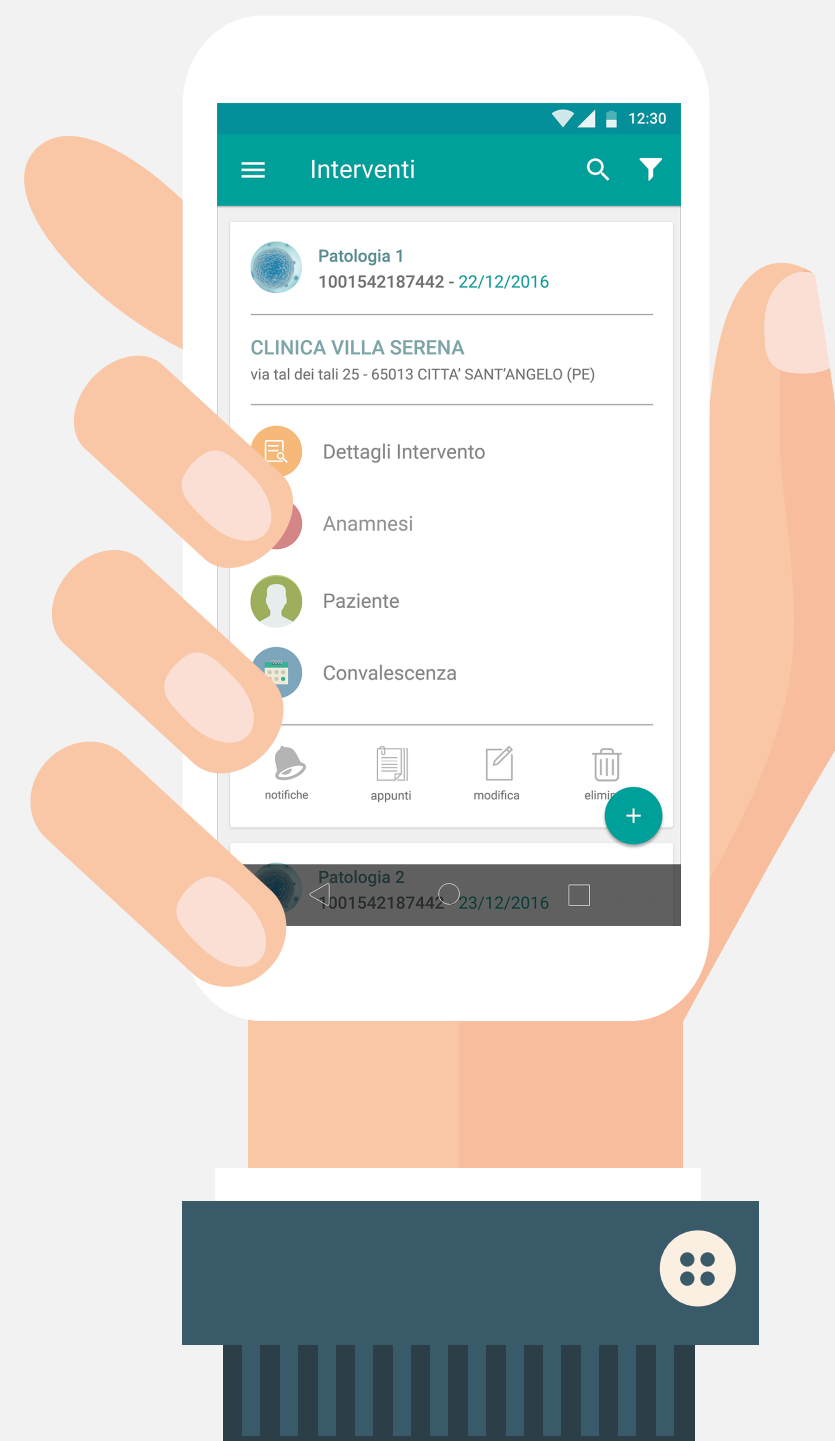 12:30
Interventi
Patologia 1
1001542187442 - 22/12/2016
CLINICA VILLA SERENA
via tal dei tali 25 - 65013 CITTA’ SANT’ANGELO (PE)
Dettagli Intervento
Anamnesi
Paziente
Convalescenza
notifiche appunti modifica
Patologia 2
1001542187442 - 23/12/2016